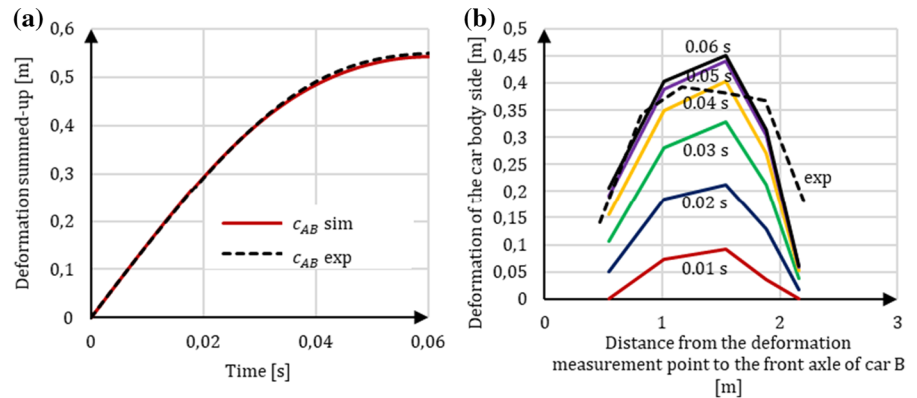 (a)
Deformation summed-up [m]
0,6
0,5
0,4
0,3
0,2
0,1
0
0
0,02
0,04
0,06
Time [s]
c_AB sim
c_AB exp
(b)
Deformation of the car body side [m]
0,5
0,45
0,4
0,35
0,3
0,25
0,2
0,15
0,1
0,05
0
0
1
2
3
0.06 s
0.05 s
0.04 s
0.03 s
0.02 s
0.01 s
exp
Distance from the deformation
measurement point to the front axle of car B
[m]